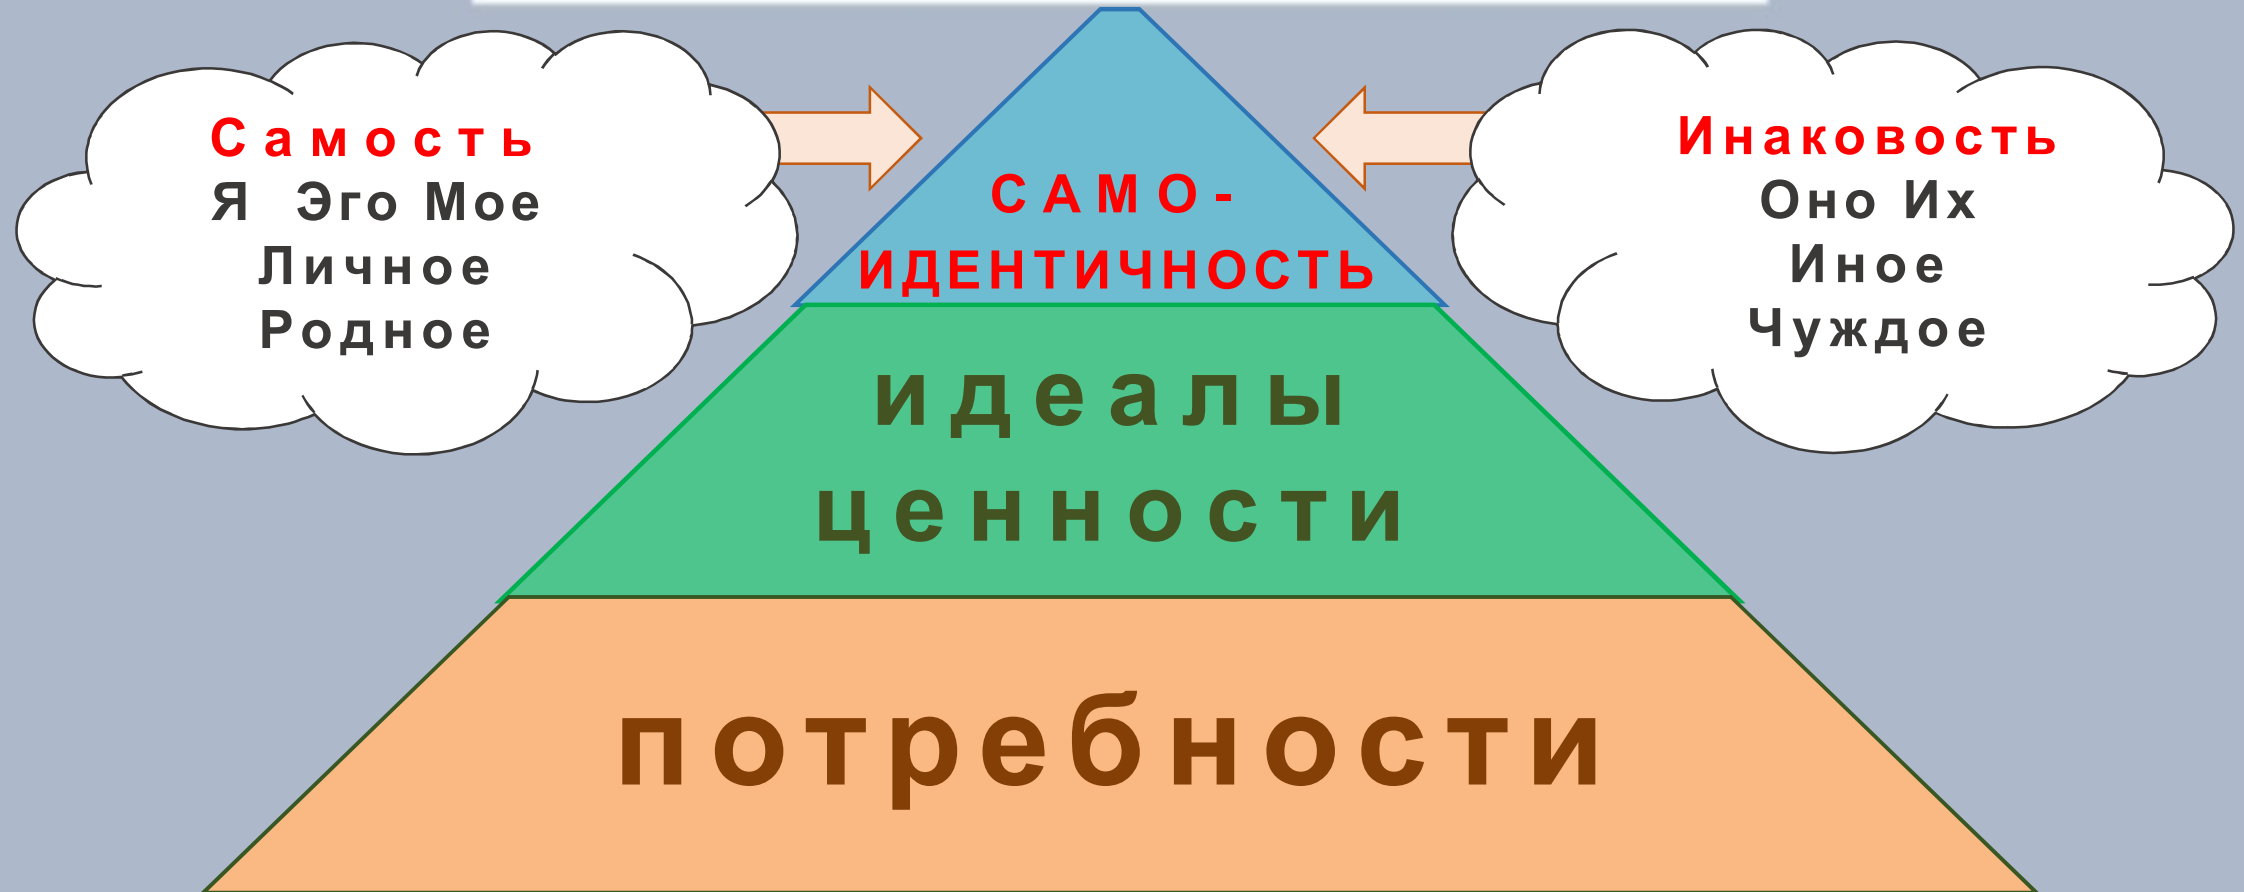 Самость
Я Эго Мое
Личное
Родное
САМО-
ИДЕНТИЧНОСТЬ
Инаковость
Оно Их
Иное
Чуждое
идеалы
ценности
потребности